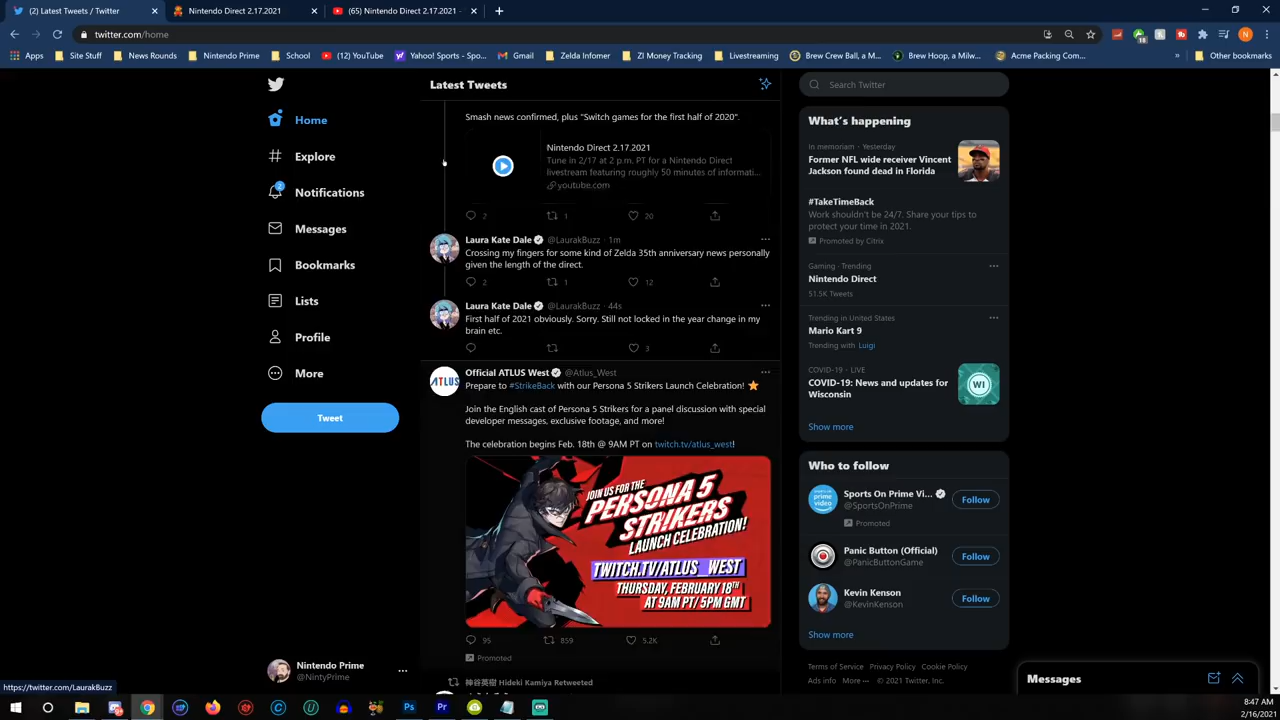 (2) Latest Tweets / Twitter
Nintendo Direct 2.17.2021
(65) Nintendo Direct 2.17.2021 -
twitter.com/home
Apps
Site Stuff
News Rounds
Nintendo Prime
School
(12) YouTube
Yahoo! Sports - Spo...
Gmail
Zelda Infomer
ZI Money Tracking
Livestreaming
Brew Crew Ball, a M...
Brew Hoop, a Milw...
Acme Packing Com...
»
Other bookmarks
Home
Explore
2
Notifications
Messages
Bookmarks
Lists
Profile
More
Tweet
Nintendo Prime
@NintyPrime
https://twitter.com/LaurakBuzz
Latest Tweets
Smash news confirmed, plus "Switch games for the first half of 2020".
Nintendo Direct 2.17.2021
Tune in 2/17 at 2 p.m. PT for a Nintendo Direct
livestream featuring roughly 50 minutes of informati...
youtube.com
2 1 20
Laura Kate Dale @LaurakBuzz · 1m
Crossing my fingers for some kind of Zelda 35th anniversary news personally
given the length of the direct.
2 1 12
Laura Kate Dale @LaurakBuzz · 44s
First half of 2021 obviously. Sorry. Still not locked in the year change in my
brain etc.
3
ATLUS
Official ATLUS West @Atlus_West
Prepare to #StrikeBack with our Persona 5 Strikers Launch Celebration!
Join the English cast of Persona 5 Strikers for a panel discussion with special
developer messages, exclusive footage, and more!
The celebration begins Feb. 18th @ 9AM PT on twitch.tv/atlus_west!
JOIN US FOR THE
PERSONA 5
STRIKERS
LAUNCH CELEBRATION!
TWITCH.TV/ATLUS_WEST
THURSDAY, FEBRUARY 18TH
AT 9AM PT/ 5PM GMT
95 859 5.2K
Promoted
神谷英樹 Hideki Kamiya Retweeted
Search Twitter
What's happening
In memoriam · Yesterday
Former NFL wide receiver Vincent
Jackson found dead in Florida
#TakeTimeBack
Work shouldn't be 24/7. Share your tips to
protect your time in 2021.
Promoted by Citrix
Gaming · Trending
Nintendo Direct
51.5K Tweets
Trending in United States
Mario Kart 9
Trending with Luigi
COVID-19 · LIVE
COVID-19: News and updates for
Wisconsin
WI
Show more
Who to follow
Sports On Prime Vi...
@SportsOnPrime
Follow
Promoted
Panic Button (Official)
@PanicButtonGame
Follow
Kevin Kenson
@KevinKenson
Follow
Show more
Terms of Service Privacy Policy Cookie Policy
Ads info More ··· © 2021 Twitter, Inc.
Messages
8:47 AM
2/16/2021